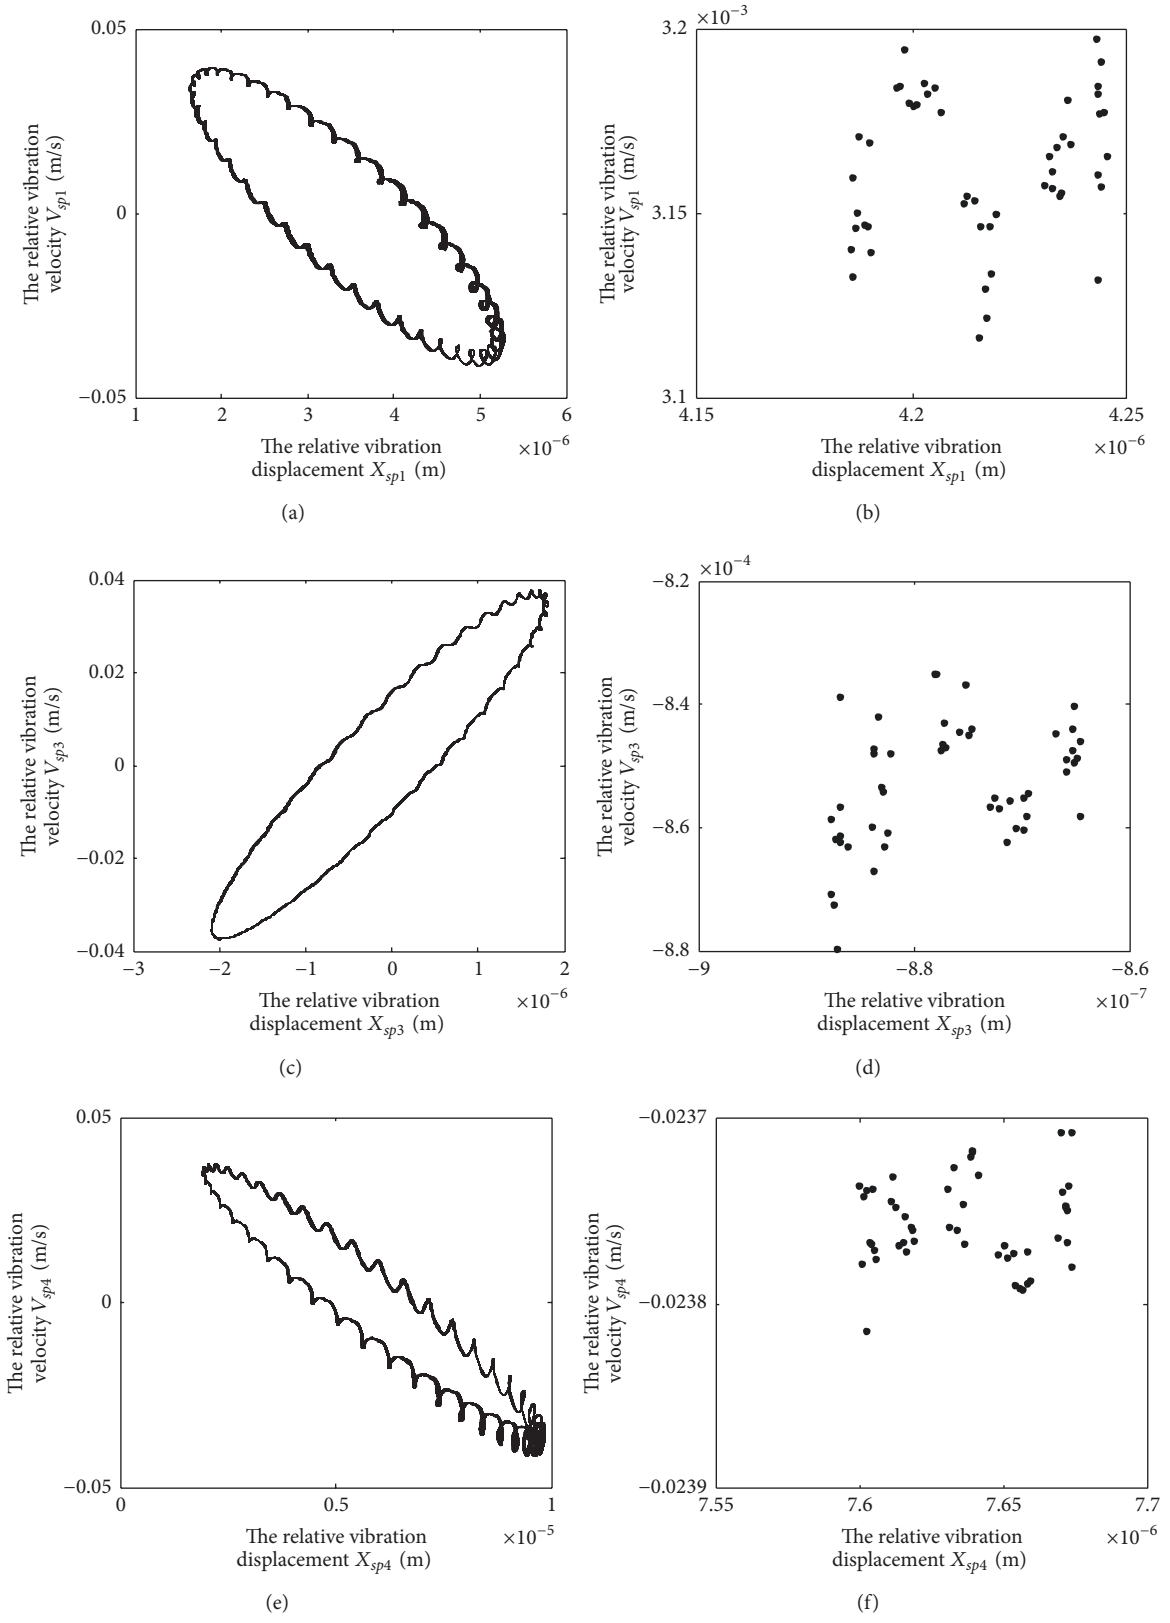 0.05
0
−0.05
The relative vibration
velocity V_sp1 (m/s)
1 2 3 4 5 6
×10−6
The relative vibration
displacement X_sp1 (m)
(a)
×10−3
3.2
3.15
3.1
The relative vibration
velocity V_sp1 (m/s)
4.15 4.2 4.25
×10−6
The relative vibration
displacement X_sp1 (m)
(b)
0.04
0.02
0
−0.02
−0.04
The relative vibration
velocity V_sp3 (m/s)
−3 −2 −1 0 1 2
×10−6
The relative vibration
displacement X_sp3 (m)
(c)
×10−4
−8.2
−8.4
−8.6
−8.8
The relative vibration
velocity V_sp3 (m/s)
−9 −8.8 −8.6
×10−7
The relative vibration
displacement X_sp3 (m)
(d)
0.05
0
−0.05
The relative vibration
velocity V_sp4 (m/s)
0 0.5 1
×10−5
The relative vibration
displacement X_sp4 (m)
(e)
−0.0237
−0.0238
−0.0239
The relative vibration
velocity V_sp4 (m/s)
7.55 7.6 7.65 7.7
×10−6
The relative vibration
displacement X_sp4 (m)
(f)